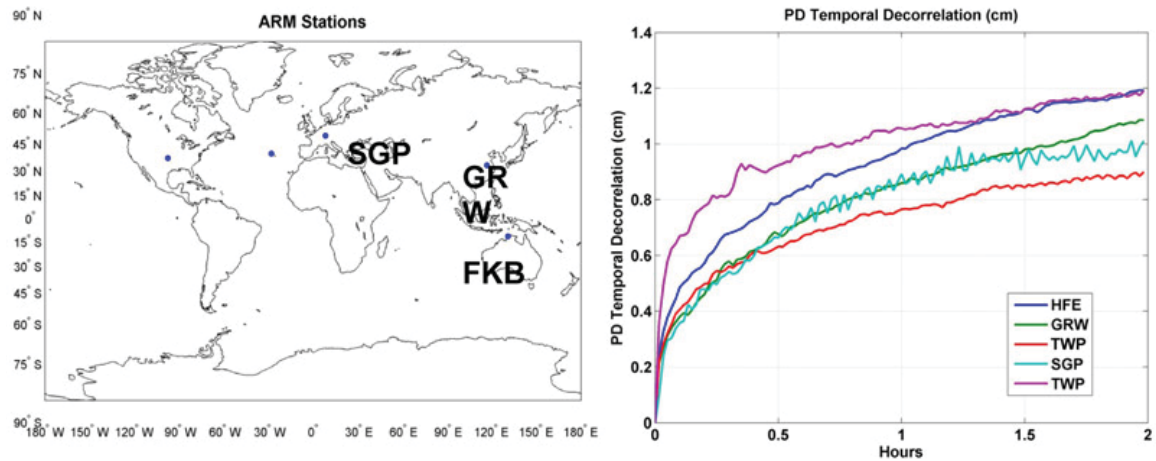 ARM Stations
90° N
75° N
60° N
45° N
30° N
15° N
0°
15° S
30° S
45° S
60° S
75° S
90° S
180° W 120° W 90° W 60° W 30° W 0° 30° E 60° E 90° E 120° E 150° E 180° E
SGP
GR
W
FKB
PD Temporal Decorrelation (cm)
PD Temporal Decorrelation (cm)
1.4
1.2
1
0.8
0.6
0.4
0.2
0
0 0.5 1 1.5 2
Hours
HFE
GRW
TWP
SGP
TWP